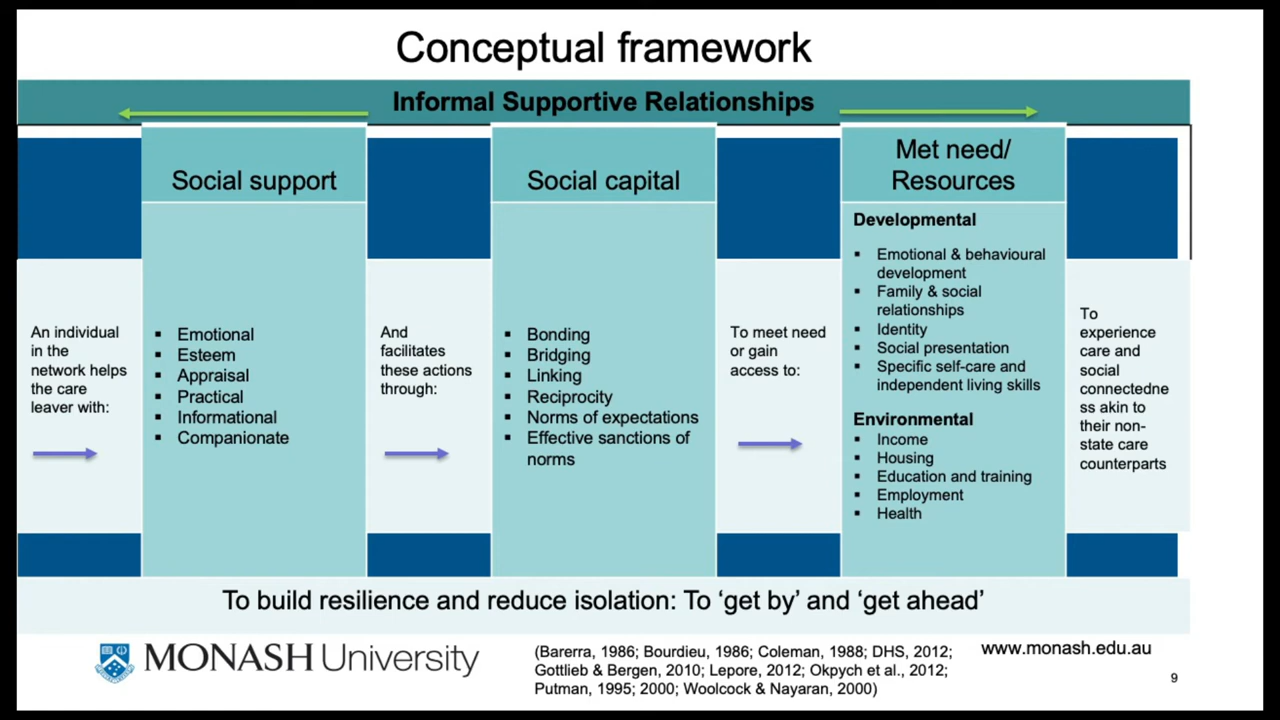 Conceptual framework
Informal Supportive Relationships
An individual
in the
network helps
the care
leaver with:
Social support
▪ Emotional
▪ Esteem
▪ Appraisal
▪ Practical
▪ Informational
▪ Companionate
And
facilitates
these actions
through:
Social capital
▪ Bonding
▪ Bridging
▪ Linking
▪ Reciprocity
▪ Norms of expectations
▪ Effective sanctions of
norms
To meet need
or gain
access to:
Met need/
Resources
Developmental
▪ Emotional & behavioural
development
▪ Family & social
relationships
▪ Identity
▪ Social presentation
▪ Specific self-care and
independent living skills
Environmental
▪ Income
▪ Housing
▪ Education and training
▪ Employment
▪ Health
To
experience
care and
social
connectedne
ss akin to
their non-
state care
counterparts
To build resilience and reduce isolation: To ‘get by’ and ‘get ahead’
MONASH University
(Barerra, 1986; Bourdieu, 1986; Coleman, 1988; DHS, 2012;
Gottlieb & Bergen, 2010; Lepore, 2012; Okpych et al., 2012;
Putman, 1995; 2000; Woolcock & Nayaran, 2000)
www.monash.edu.au
9